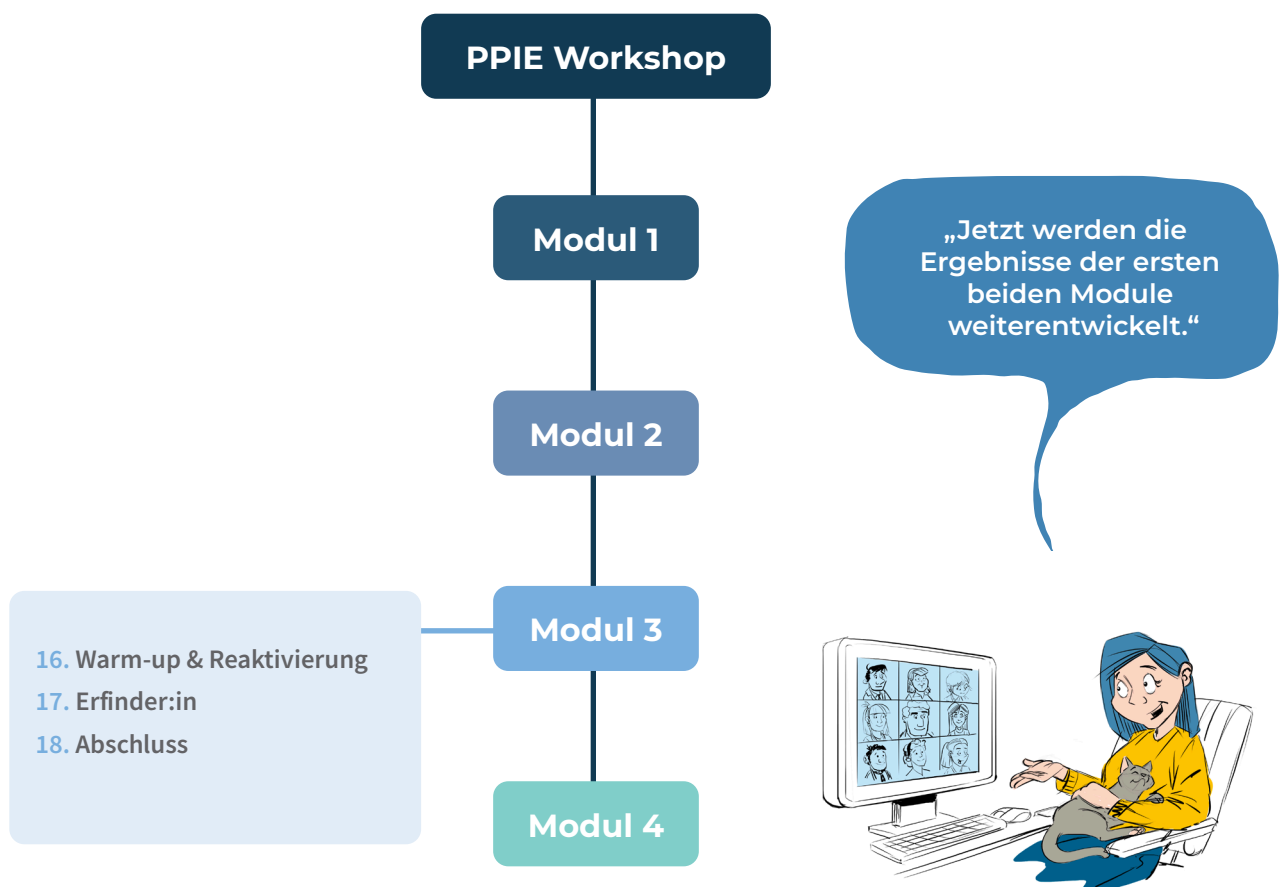 PPIE Workshop
Modul 1
„Jetzt werden die
Ergebnisse der ersten
beiden Module
weiterentwickelt.“
Modul 2
Modul 3
16. Warm-up & Reaktivierung
17. Erfinder:in
18. Abschluss
Modul 4